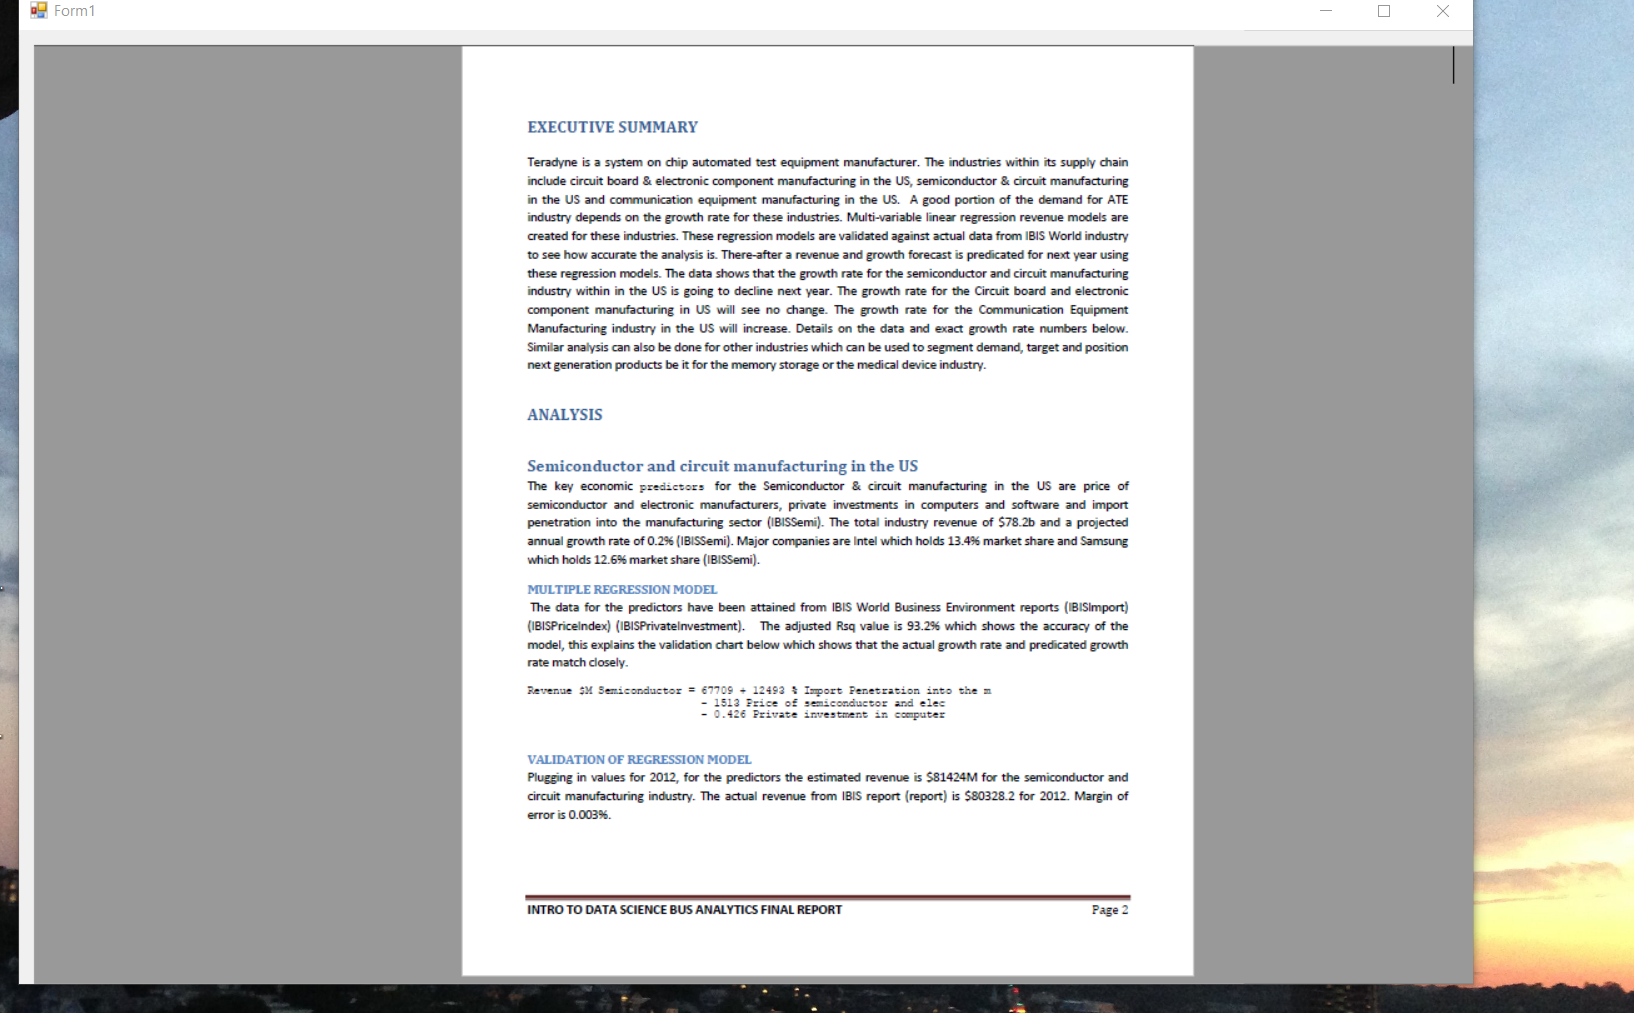 Form1
EXECUTIVE SUMMARY
Teradyne is a system on chip automated test equipment manufacturer. The industries within its supply chain
include circuit board & electronic component manufacturing in the US, semiconductor & circuit manufacturing
in the US and communication equipment manufacturing in the US.  A good portion of the demand for ATE
industry depends on the growth rate for these industries. Multi-variable linear regression revenue models are
created for these industries. These regression models are validated against actual data from IBIS World industry
to see how accurate the analysis is. There-after a revenue and growth forecast is predicated for next year using
these regression models. The data shows that the growth rate for the semiconductor and circuit manufacturing
industry within in the US is going to decline next year. The growth rate for the Circuit board and electronic
component manufacturing in US will see no change. The growth rate for the Communication Equipment
Manufacturing industry in the US will increase. Details on the data and exact growth rate numbers below.
Similar analysis can also be done for other industries which can be used to segment demand, target and position
next generation products be it for the memory storage or the medical device industry.
ANALYSIS
Semiconductor and circuit manufacturing in the US
The key economic predictors for the Semiconductor & circuit manufacturing in the US are price of
semiconductor and electronic manufacturers, private investments in computers and software and import
penetration into the manufacturing sector (IBISSemi). The total industry revenue of $78.2b and a projected
annual growth rate of 0.2% (IBISSemi). Major companies are Intel which holds 13.4% market share and Samsung
which holds 12.6% market share (IBISSemi).
MULTIPLE REGRESSION MODEL
The data for the predictors have been attained from IBIS World Business Environment reports (IBISImport)
(IBISPriceIndex) (IBISPrivateInvestment).   The adjusted Rsq value is 93.2% which shows the accuracy of the
model, this explains the validation chart below which shows that the actual growth rate and predicated growth
rate match closely.
Revenue $M Semiconductor = 67709 + 12493 % Import Penetration into the m
- 1513 Price of semiconductor and elec
- 0.426 Private investment in computer
VALIDATION OF REGRESSION MODEL
Plugging in values for 2012, for the predictors the estimated revenue is $81424M for the semiconductor and
circuit manufacturing industry. The actual revenue from IBIS report (report) is $80328.2 for 2012. Margin of
error is 0.003%.
INTRO TO DATA SCIENCE BUS ANALYTICS FINAL REPORT Page 2